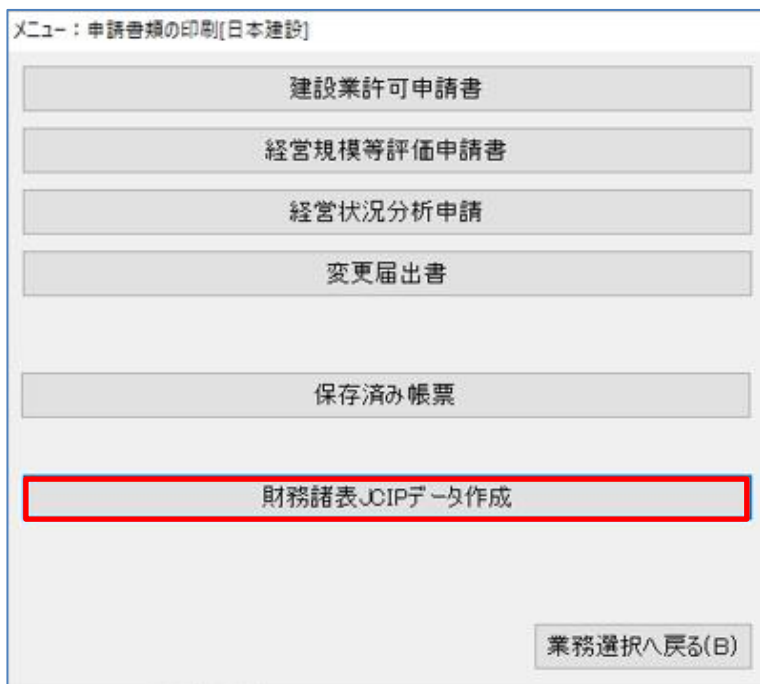 メニュー：申請書類の印刷[日本建設]
建設業許可申請書
経営規模等評価申請書
経営状況分析申請
変更届出書
保存済み帳票
財務諸表JCIPデータ作成
業務選択へ戻る(B)